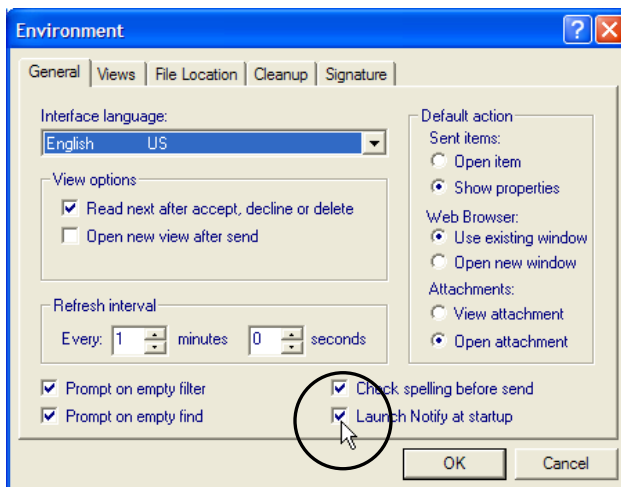 Environment
General Views File Location Cleanup Signature
Interface language:
English US
View options
Read next after accept, decline or delete
Open new view after send
Refresh interval
Every: 1 minutes 0 seconds
Default action
Sent items:
Open item
Show properties
Web Browser:
Use existing window
Open new window
Attachments:
View attachment
Open attachment
Prompt on empty filter
Check spelling before send
Prompt on empty find
Launch Notify at startup
OK Cancel